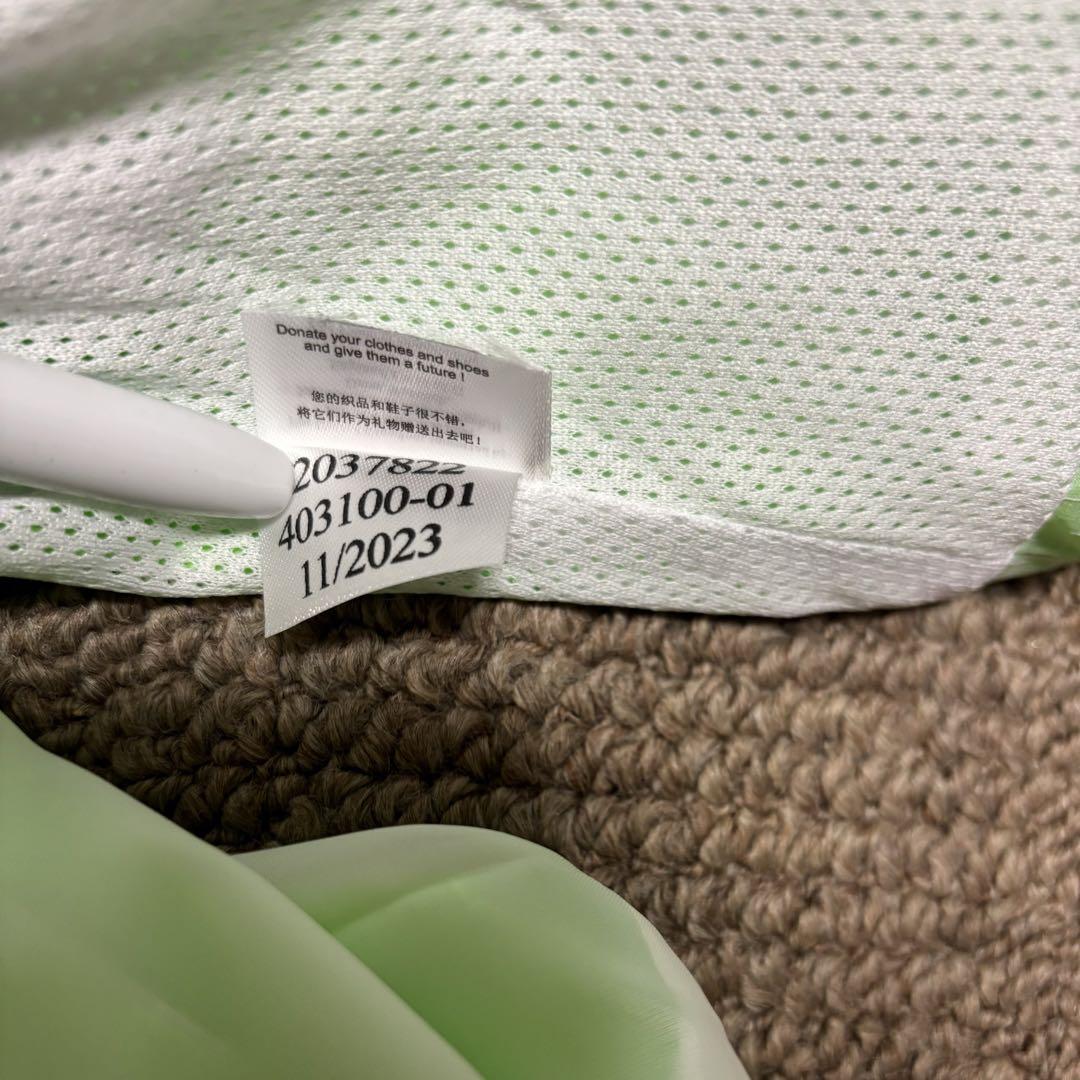 Donate your clothes and shoes
and give them a future !
您的织品和鞋子很不错，
将它们作为礼物赠送出去吧！
2037822
403100-01
11/2023